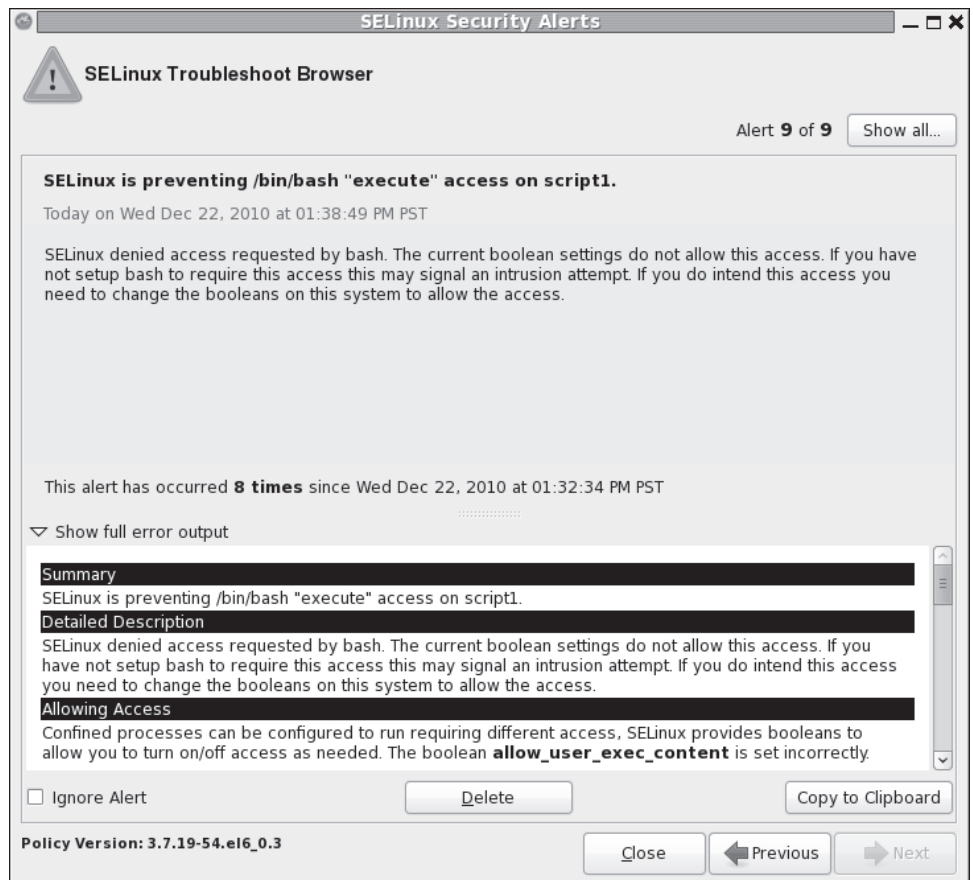 SELinux Security Alerts
SELinux Troubleshoot Browser
Alert 9 of 9
Show all...
SELinux is preventing /bin/bash "execute" access on script1.
Today on Wed Dec 22, 2010 at 01:38:49 PM PST
SELinux denied access requested by bash. The current boolean settings do not allow this access. If you have
not setup bash to require this access this may signal an intrusion attempt. If you do intend this access you
need to change the booleans on this system to allow the access.
This alert has occurred 8 times since Wed Dec 22, 2010 at 01:32:34 PM PST
Show full error output
Summary
SELinux is preventing /bin/bash "execute" access on script1.
Detailed Description
SELinux denied access requested by bash. The current boolean settings do not allow this access. If you
have not setup bash to require this access this may signal an intrusion attempt. If you do intend this access
you need to change the booleans on this system to allow the access.
Allowing Access
Confined processes can be configured to run requiring different access, SELinux provides booleans to
allow you to turn on/off access as needed. The boolean allow_user_exec_content is set incorrectly.
Ignore Alert
Delete
Copy to Clipboard
Policy Version: 3.7.19-54.el6_0.3
Close
Previous
Next